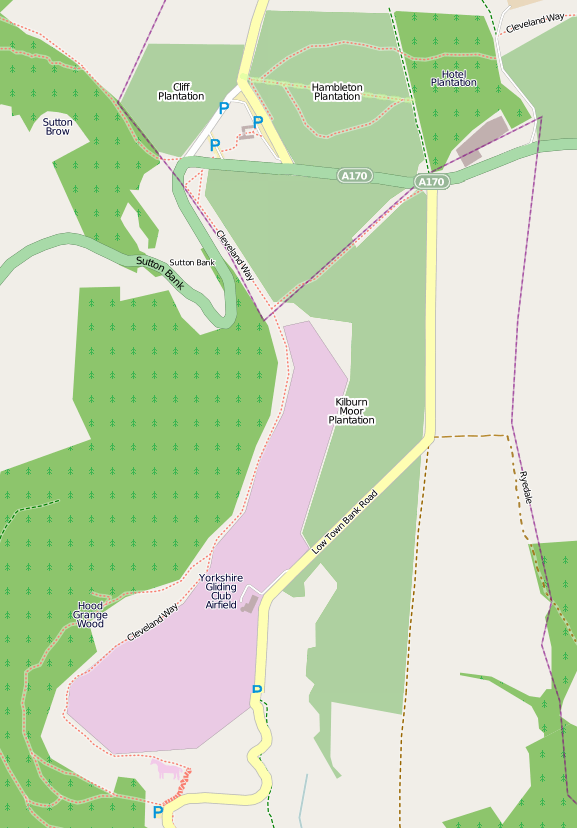 Cleveland Way
Hotel
Plantation
Cliff
Plantation
Hambleton
Plantation
P
P
Sutton
Brow
P
A170
A170
Cleveland Way
Sutton Bank
Sutton Bank
Kilburn
Moor
Plantation
Ryedale
Low Town Bank Road
Yorkshire
Gliding
Club
Airfield
Hood
Grange
Wood
Cleveland Way
P
P